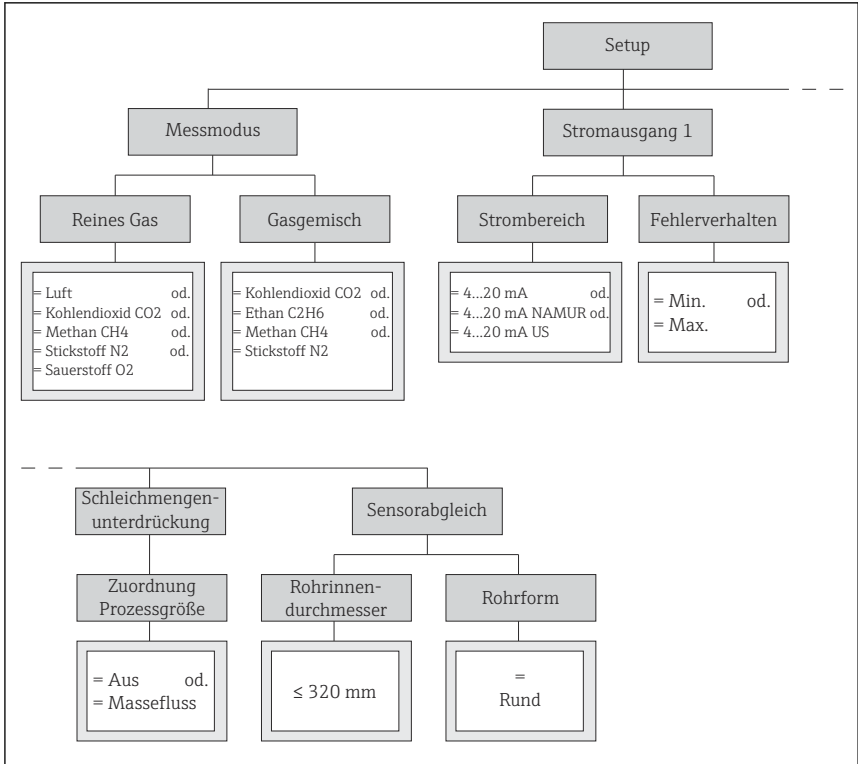 Setup
Messmodus
Stromausgang 1
Reines Gas
Gasgemisch
Strombereich
Fehlerverhalten
= Luft od.
= Kohlendioxid CO2 od.
= Methan CH4 od.
= Stickstoff N2 od.
= Sauerstoff O2
= Kohlendioxid CO2 od.
= Ethan C2H6 od.
= Methan CH4 od.
= Stickstoff N2
= 4...20 mA od.
= 4...20 mA NAMUR od.
= 4...20 mA US
= Min. od.
= Max.
Schleichmengen-
unterdrückung
Sensorabgleich
Zuordnung
Prozessgröße
Rohrinnen-
durchmesser
Rohrform
= Aus od.
= Massefluss
≤ 320 mm
=
Rund